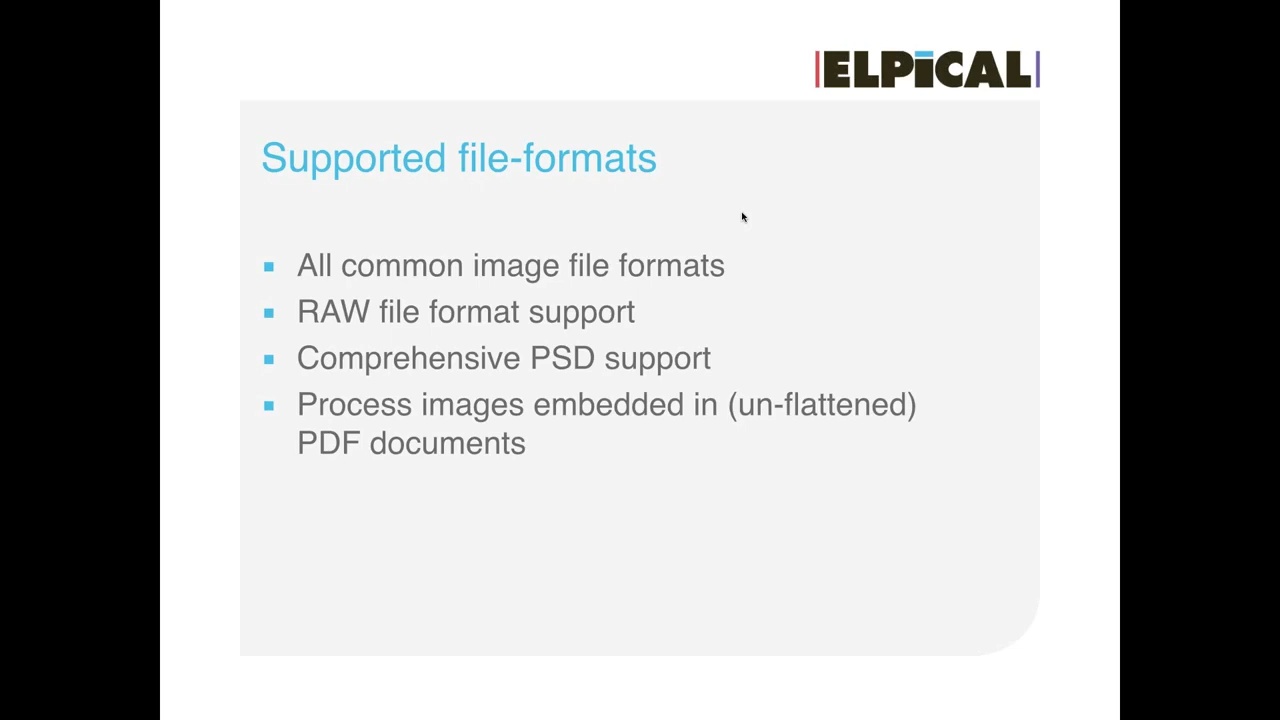 ELPiCAL
Supported file-formats
All common image file formats
RAW file format support
Comprehensive PSD support
Process images embedded in (un-flattened)
PDF documents